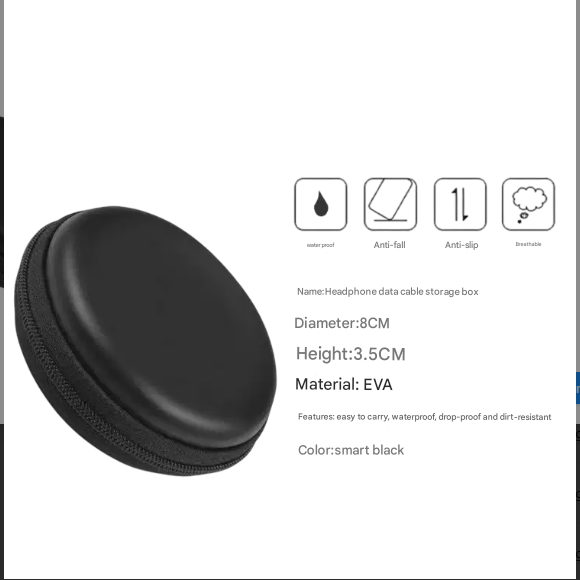 water proof
Anti-fall
Anti-slip
Breathable
Name:Headphone data cable storage box
Diameter:8CM
Height:3.5CM
Material: EVA
Features: easy to carry, waterproof, drop-proof and dirt-resistant
Color:smart black